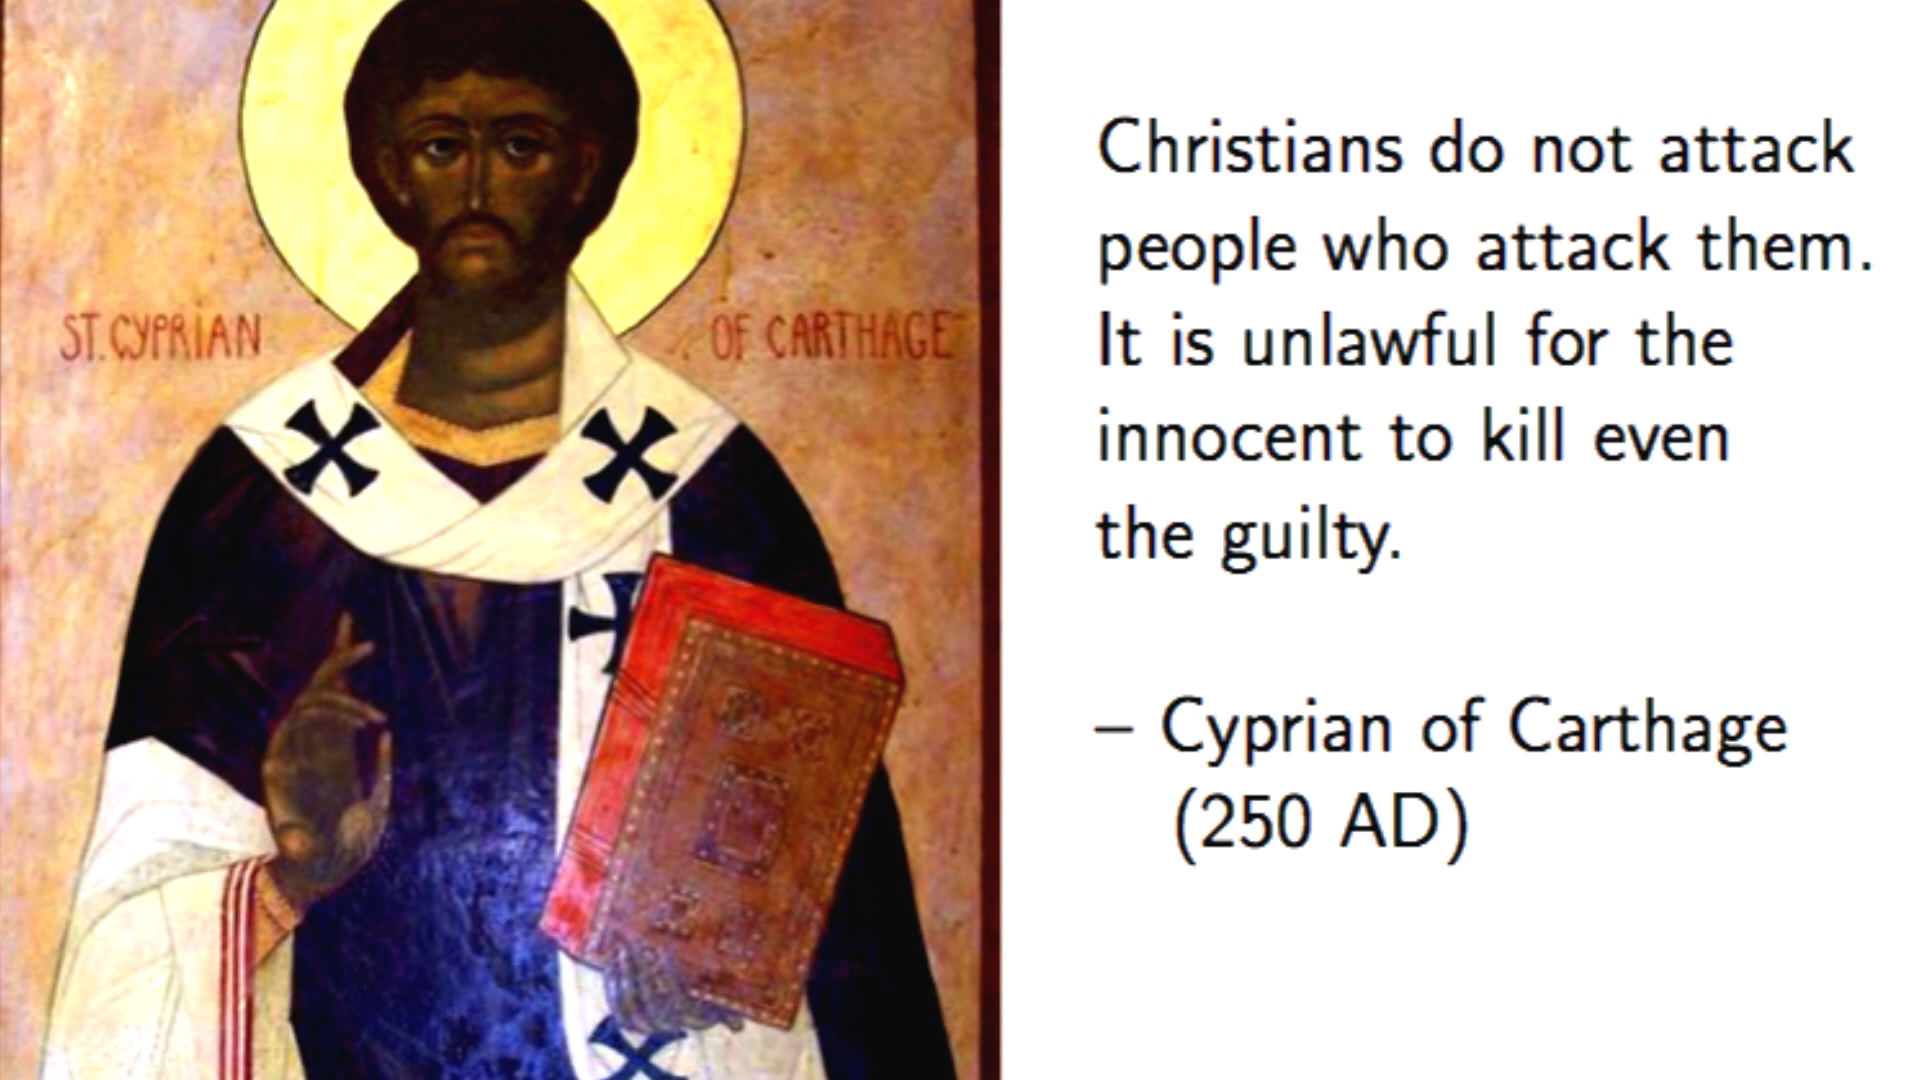 ST. CYPRIAN OF CARTHAGE
Christians do not attack
people who attack them.
It is unlawful for the
innocent to kill even
the guilty.
– Cyprian of Carthage
(250 AD)